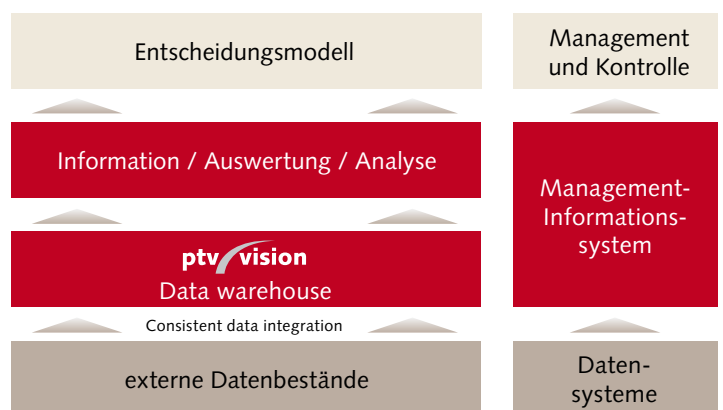 Entscheidungsmodell
Information / Auswertung / Analyse
ptv vision
Data warehouse
Consistent data integration
externe Datenbestände
Management
und Kontrolle
Management-
Informations-
system
Daten-
systeme